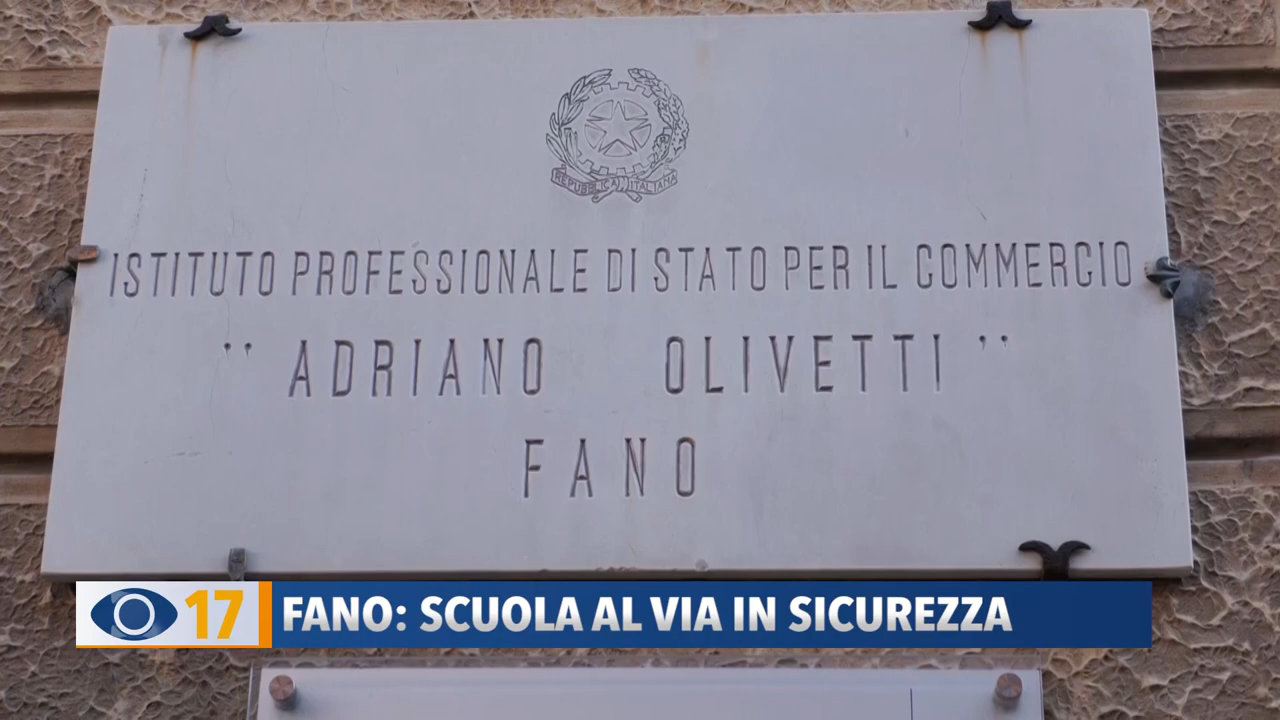 REPUBBLICA ITALIANA
ISTITUTO PROFESSIONALE DI STATO PER IL COMMERCIO
" ADRIANO OLIVETTI "
FANO
17 FANO: SCUOLA AL VIA IN SICUREZZA